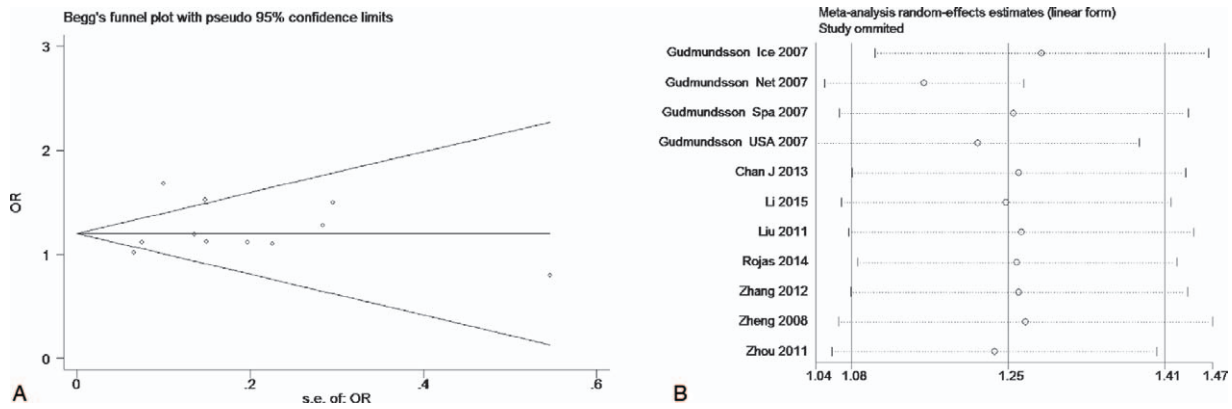 Begg's funnel plot with pseudo 95% confidence limits
3
2
OR
1
0
0
.2
.4
.6
s.e. of: OR
A
Meta-analysis random-effects estimates (linear form)
Study ommited
Gudmundsson Ice 2007
Gudmundsson Net 2007
Gudmundsson Spa 2007
Gudmundsson USA 2007
Chan J 2013
Li 2015
Liu 2011
Rojas 2014
Zhang 2012
Zheng 2008
Zhou 2011
1.04 1.08 1.25 1.41 1.47
B